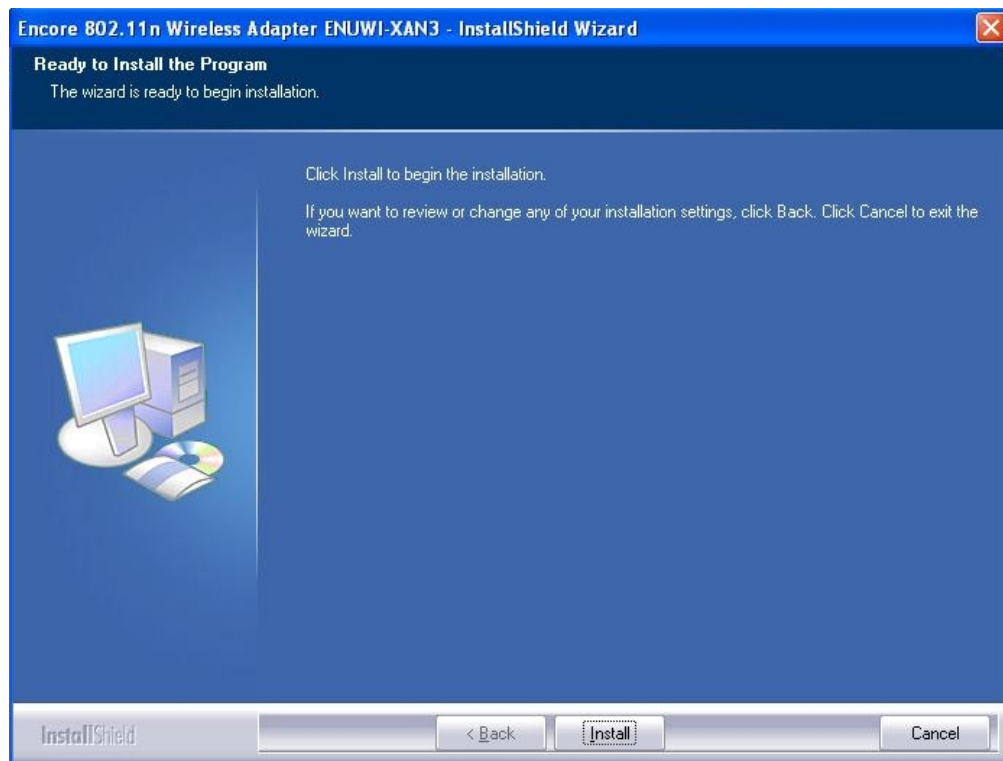 Encore 802.11n Wireless Adapter ENUWI-XAN3 - InstallShield Wizard
Ready to Install the Program
The wizard is ready to begin installation.
Click Install to begin the installation.
If you want to review or change any of your installation settings, click Back. Click Cancel to exit the
wizard.
InstallShield
< Back
Install
Cancel